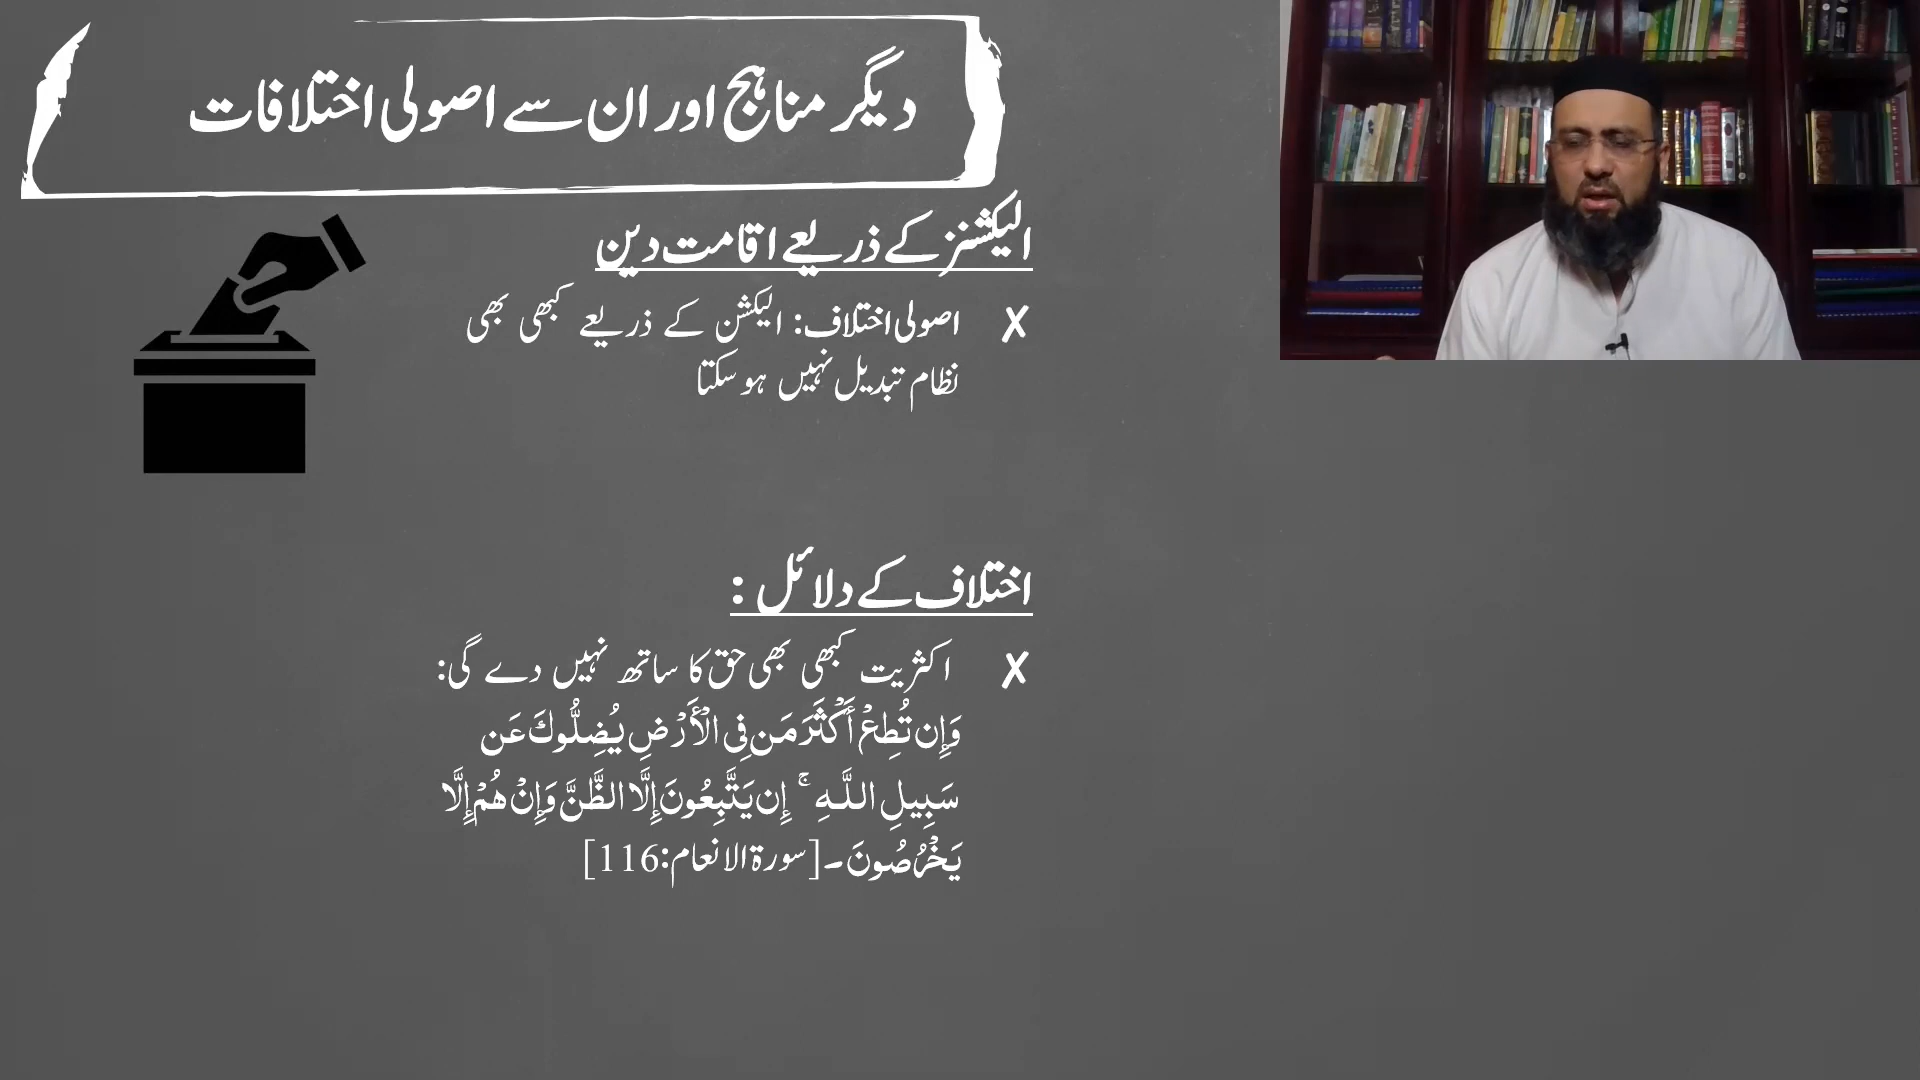 دیگر مناہج اور ان سے اصولی اختلافات
الیکشنز کے ذریعے اقامت دین
X اصولی اختلاف: الیکشن کے ذریعے کبھی بھی
نظام تبدیل نہیں ہو سکتا
اختلاف کے دلائل :
X اکثریت کبھی بھی حق کا ساتھ نہیں دے گی:
وَإِن تُطِعْ أَكْثَرَ مَن فِي الْأَرْضِ يُضِلُّوكَ عَن
سَبِيلِ اللَّـهِ ۚ إِن يَتَّبِعُونَ إِلَّا الظَّنَّ وَإِنْ هُمْ إِلَّا
يَخْرُصُونَ۔[سورۃ الانعام:116]